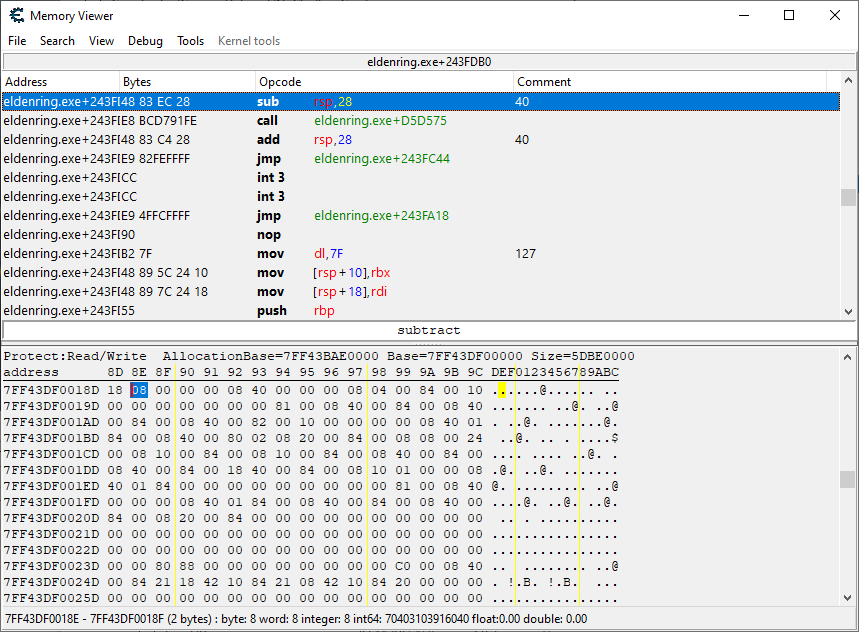 Memory Viewer
File Search View Debug Tools Kernel tools
eldenring.exe+243FDB0
Address Bytes Opcode Comment
eldenring.exe+243FI 48 83 EC 28 sub rsp,28 40
eldenring.exe+243FI E8 BCD791FE call eldenring.exe+D5D575
eldenring.exe+243FI 48 83 C4 28 add rsp,28 40
eldenring.exe+243FI E9 82FEFFFF jmp eldenring.exe+243FC44
eldenring.exe+243FI CC int 3
eldenring.exe+243FI CC int 3
eldenring.exe+243FI E9 4FFCFFFF jmp eldenring.exe+243FA18
eldenring.exe+243FI 90 nop
eldenring.exe+243FI B2 7F mov dl,7F 127
eldenring.exe+243FI 48 89 5C 24 10 mov [rsp+10],rbx
eldenring.exe+243FI 48 89 7C 24 18 mov [rsp+18],rdi
eldenring.exe+243FI 55 push rbp
subtract
Protect:Read/Write AllocationBase=7FF43BAE0000 Base=7FF43DF00000 Size=5DBE0000
address 8D 8E 8F 90 91 92 93 94 95 96 97 98 99 9A 9B 9C DEF0123456789ABC
7FF43DF0018D 18 08 00 00 00 08 40 00 00 00 08 04 00 84 00 10 ......@...... ..
7FF43DF0019D 00 00 00 00 00 00 00 81 00 08 40 00 84 00 08 40 ....... ..@. ..@
7FF43DF001AD 00 84 00 08 40 00 82 00 10 00 00 00 00 08 40 01 . ..@. .......@.
7FF43DF001BD 84 00 08 40 00 80 02 08 20 00 84 00 08 08 00 24 ..@. .. . ....$
7FF43DF001CD 00 08 10 00 84 00 08 10 00 84 00 08 40 00 84 00 .... .... ..@. .
7FF43DF001DD 08 40 00 84 00 18 40 00 84 00 08 10 01 00 00 08 .@. ..@. .......
7FF43DF001ED 40 01 84 00 00 00 00 00 00 00 00 00 81 00 08 40 @. ......... ..@
7FF43DF001FD 00 00 00 08 40 01 84 00 08 40 00 84 00 08 40 00 ....@. ..@. ..@.
7FF43DF0020D 84 00 08 20 00 84 00 00 00 00 00 00 00 00 00 00 .. . ..........
7FF43DF0021D 00 00 00 00 00 00 00 00 00 00 00 00 00 00 00 00 ................
7FF43DF0022D 00 00 00 00 00 00 00 00 00 00 00 00 00 00 00 00 ................
7FF43DF0023D 00 00 80 88 00 00 00 00 00 00 00 00 C0 00 08 40 .. ........ ..@
7FF43DF0024D 00 84 21 18 42 10 84 21 08 42 10 84 20 00 00 00 . !.B. !.B. ...
7FF43DF0025D 00 00 00 00 00 00 00 00 00 00 00 00 00 00 00 00 ................
7FF43DF0018E - 7FF43DF0018F (2 bytes) : byte: 8 word: 8 integer: 8 int64: 70403103916040 float:0.00 double: 0.00